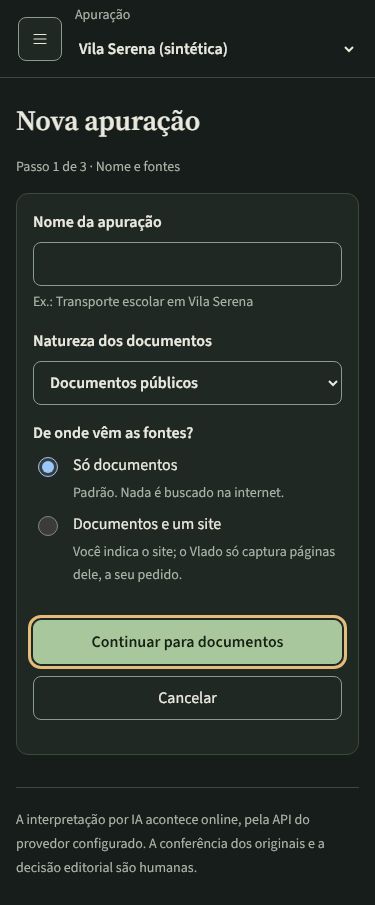 Apuração
Vila Serena (sintética)
Nova apuração
Passo 1 de 3 · Nome e fontes
Nome da apuração
Ex.: Transporte escolar em Vila Serena
Natureza dos documentos
Documentos públicos
De onde vêm as fontes?
Só documentos
Padrão. Nada é buscado na internet.
Documentos e um site
Você indica o site; o Vlado só captura páginas
dele, a seu pedido.
Continuar para documentos
Cancelar
A interpretação por IA acontece online, pela API do
provedor configurado. A conferência dos originais e a
decisão editorial são humanas.